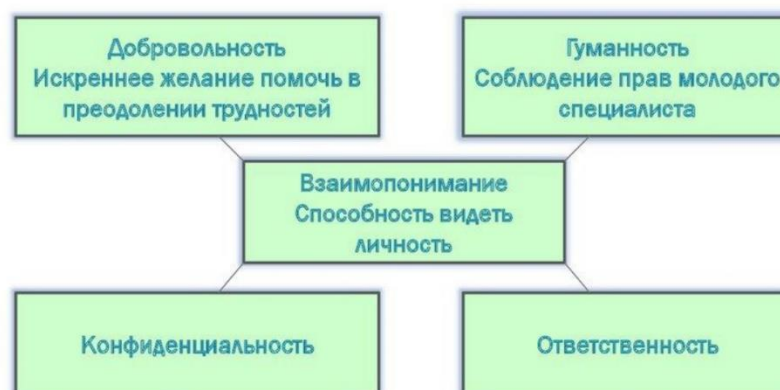 Добровольность
Искреннее желание помочь в
преодолении трудностей
Гуманность
Соблюдение прав молодого
специалиста
Взаимопонимание
Способность видеть
личность
Конфиденциальность
Ответственность